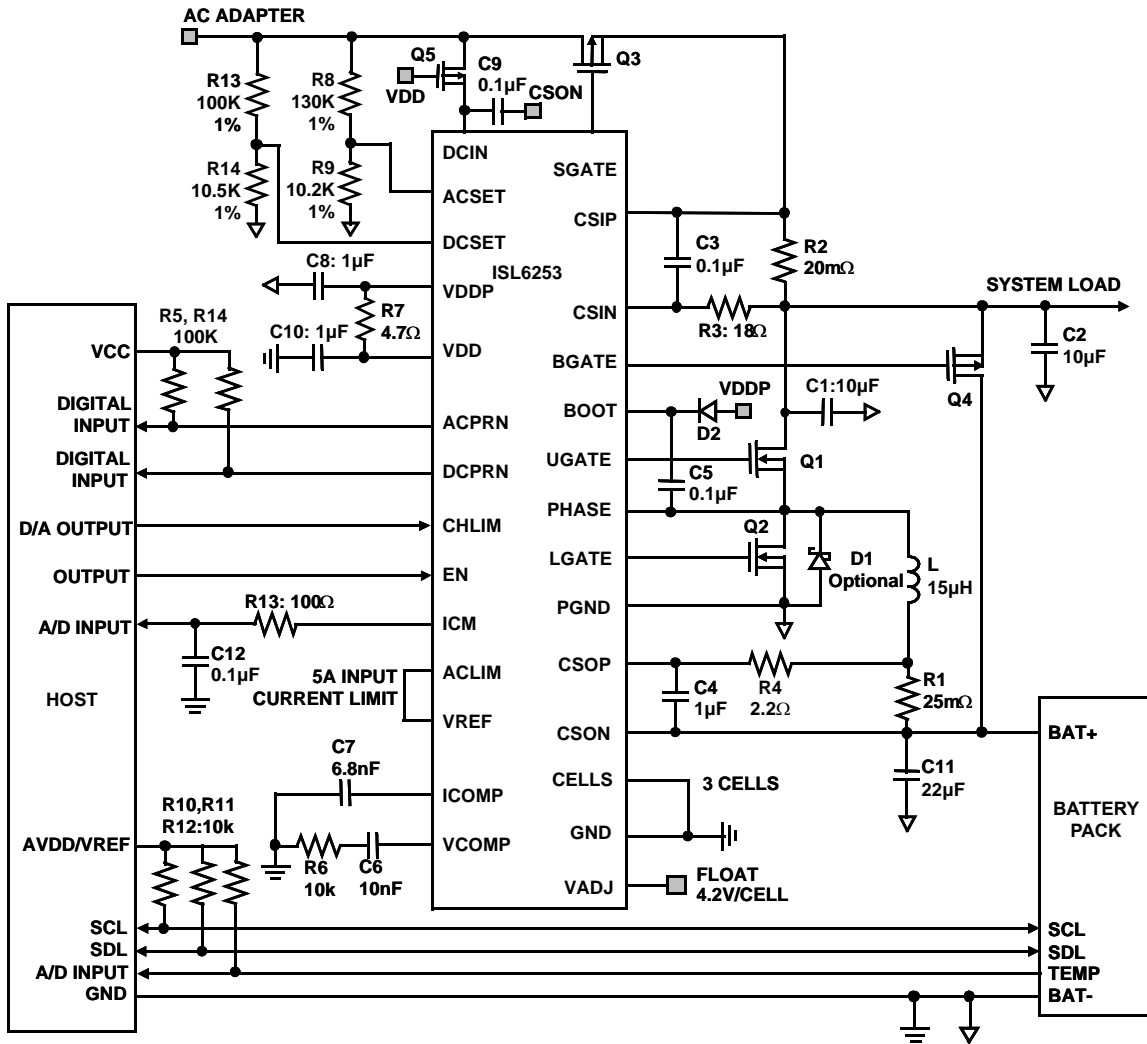 AC ADAPTER
R13
100K
1%
R8
130K
1%
Q5
VDD
C9
0.1µF
CSON
Q3
R14
10.5K
1%
R9
10.2K
1%
DCIN
ACSET
DCSET
VDDP
VDD
ACPRN
DCPRN
CHLIM
EN
ICM
ACLIM
VREF
ICOMP
VCOMP
ISL6253
SGATE
CSIP
CSIN
BGATE
BOOT
UGATE
PHASE
LGATE
PGND
CSOP
CSON
CELLS
GND
VADJ
C8: 1µF
R7
4.7Ω
C10: 1µF
C3
0.1µF
R2
20mΩ
R3: 18Ω
SYSTEM LOAD
C2
10µF
Q4
VDDP
D2
C1:10µF
C5
0.1µF
Q1
Q2
D1
Optional
L
15µH
C4
1µF
R4
2.2Ω
R1
25mΩ
C11
22µF
3 CELLS
FLOAT
4.2V/CELL
R5, R14
100K
VCC
DIGITAL
INPUT
DIGITAL
INPUT
D/A OUTPUT
OUTPUT
A/D INPUT
R13: 100Ω
C12
0.1µF
5A INPUT
CURRENT LIMIT
HOST
C7
6.8nF
R6
10k
C6
10nF
R10,R11
R12:10k
AVDD/VREF
SCL
SDL
A/D INPUT
GND
BAT+
BATTERY
PACK
SCL
SDL
TEMP
BAT-